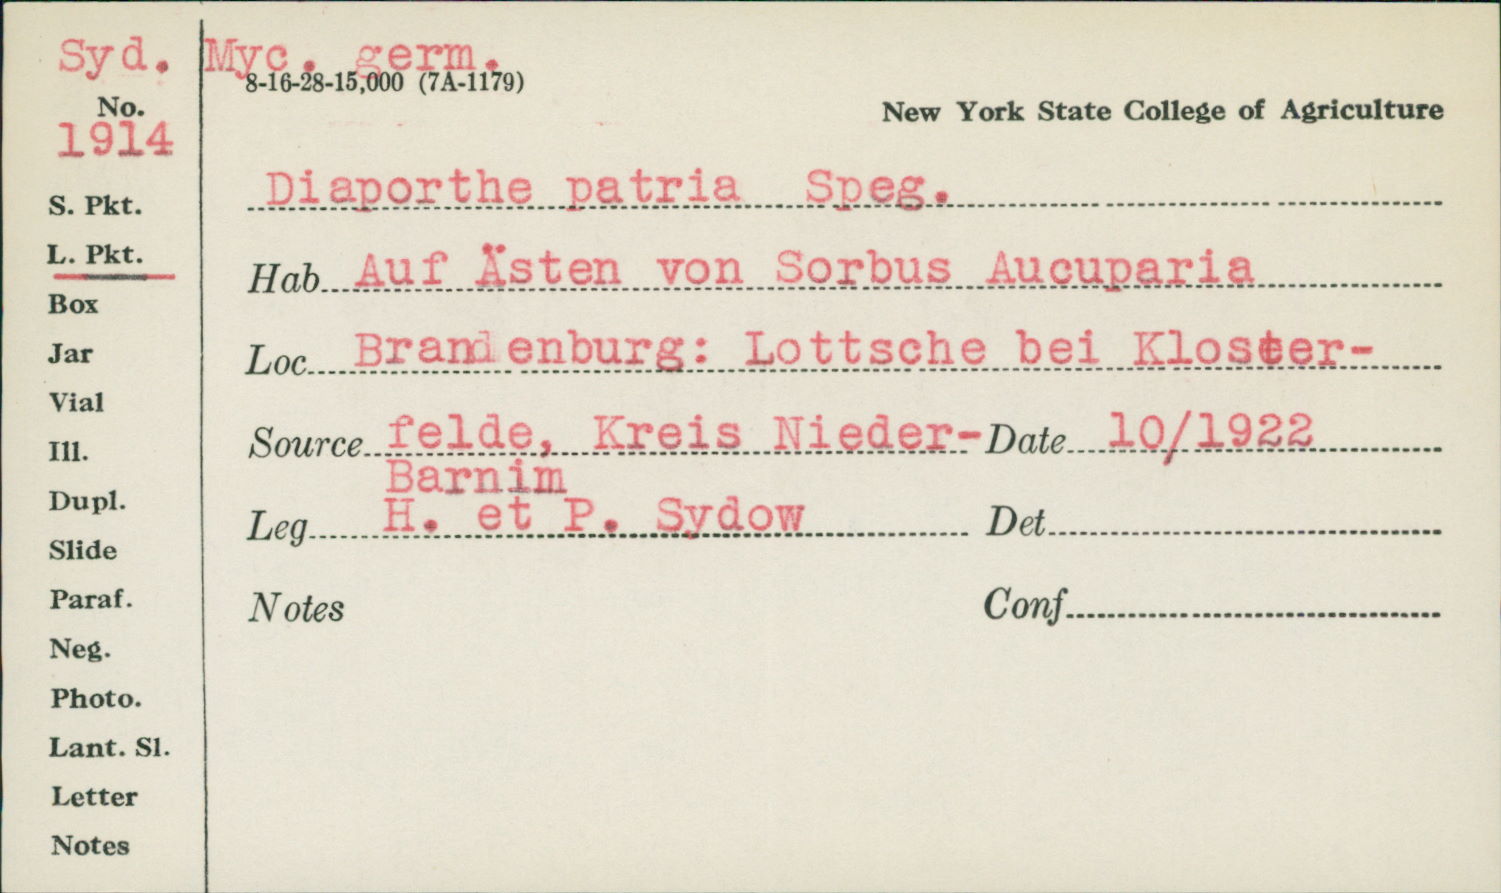 Syd. Myc. germ.
8-16-28-15,000 (7A-1179)
No.
New York State College of Agriculture
1914
Diaporthe patria Speg.
S. Pkt.
L. Pkt.
Hab. Auf Ästen von Sorbus Aucuparia
Box
Jar
Loc. Brandenburg: Lottsche bei Kloster-
Vial
Source felde, Kreis Nieder- Date 10/1922
Ill.
Barnim
Dupl.
Leg. H. et P. Sydow Det.
Slide
Paraf.
Notes Conf.
Neg.
Photo.
Lant. Sl.
Letter
Notes